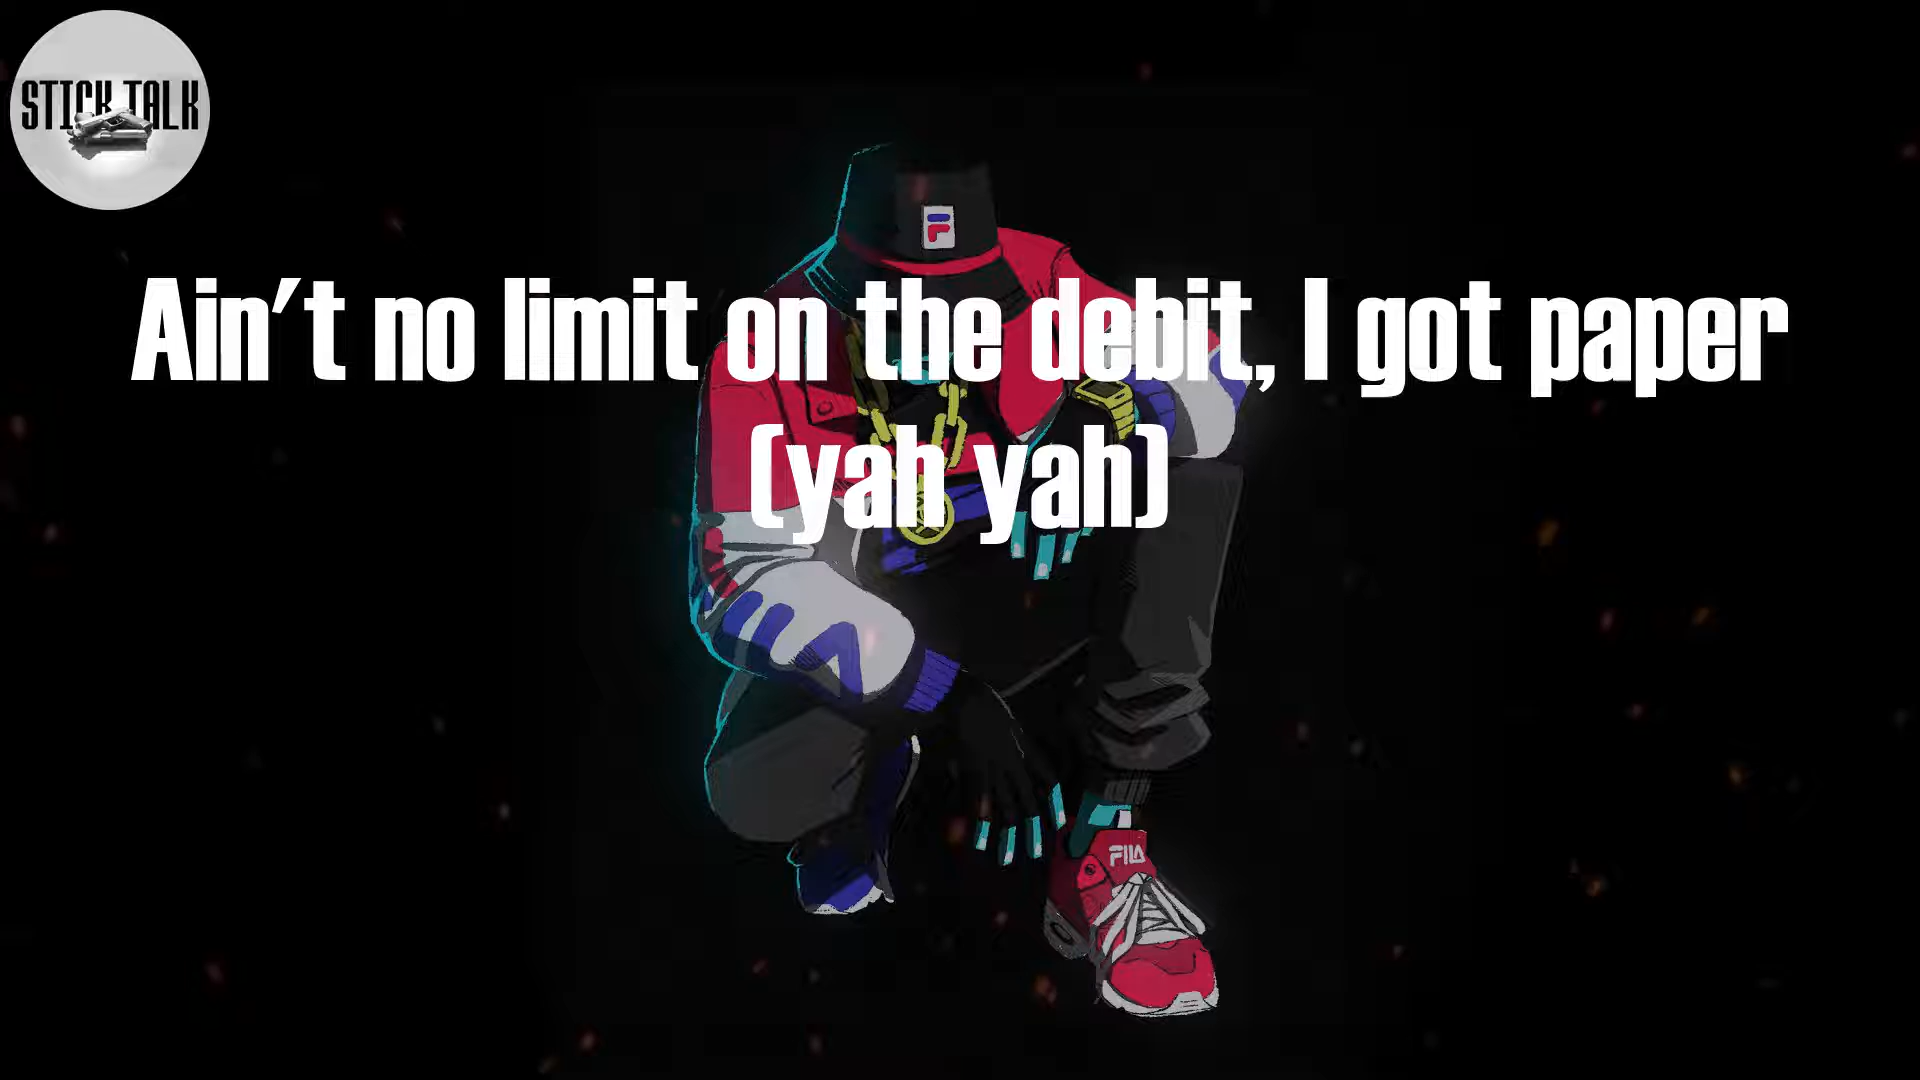 STICK TALK
Ain't no limit on the debit, I got paper
(yah yah)
FILA